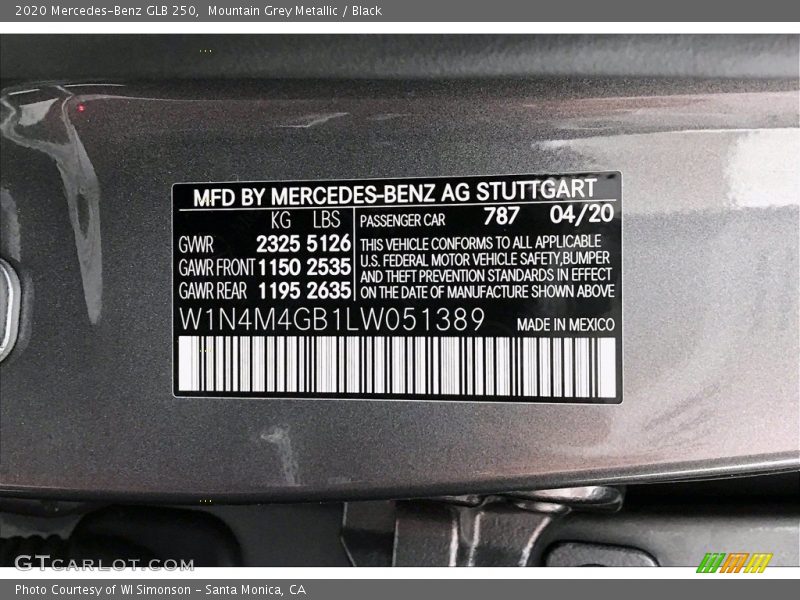 2020 Mercedes-Benz GLB 250,  Mountain Grey Metallic / Black
MFD BY MERCEDES-BENZ AG STUTTGART
KG LBS PASSENGER CAR 787 04/20
GVWR 2325 5126 THIS VEHICLE CONFORMS TO ALL APPLICABLE
U.S. FEDERAL MOTOR VEHICLE SAFETY,BUMPER
GAWR FRONT 1150 2535 AND THEFT PREVENTION STANDARDS IN EFFECT
GAWR REAR 1195 2635 ON THE DATE OF MANUFACTURE SHOWN ABOVE
W1N4M4GB1LW051389 MADE IN MEXICO
GTCARLOT.COM
Photo Courtesy of WI Simonson - Santa Monica, CA